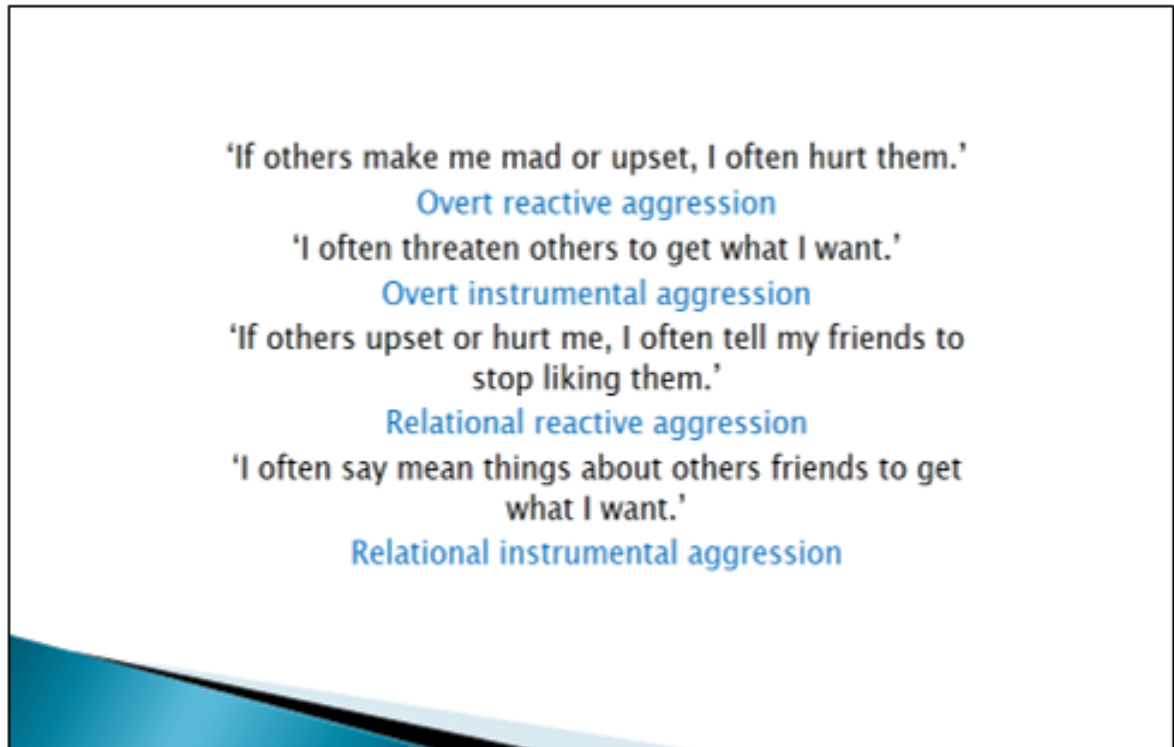 ‘If others make me mad or upset, I often hurt them.’
Overt reactive aggression
‘I often threaten others to get what I want.’
Overt instrumental aggression
‘If others upset or hurt me, I often tell my friends to
stop liking them.’
Relational reactive aggression
‘I often say mean things about others friends to get
what I want.’
Relational instrumental aggression